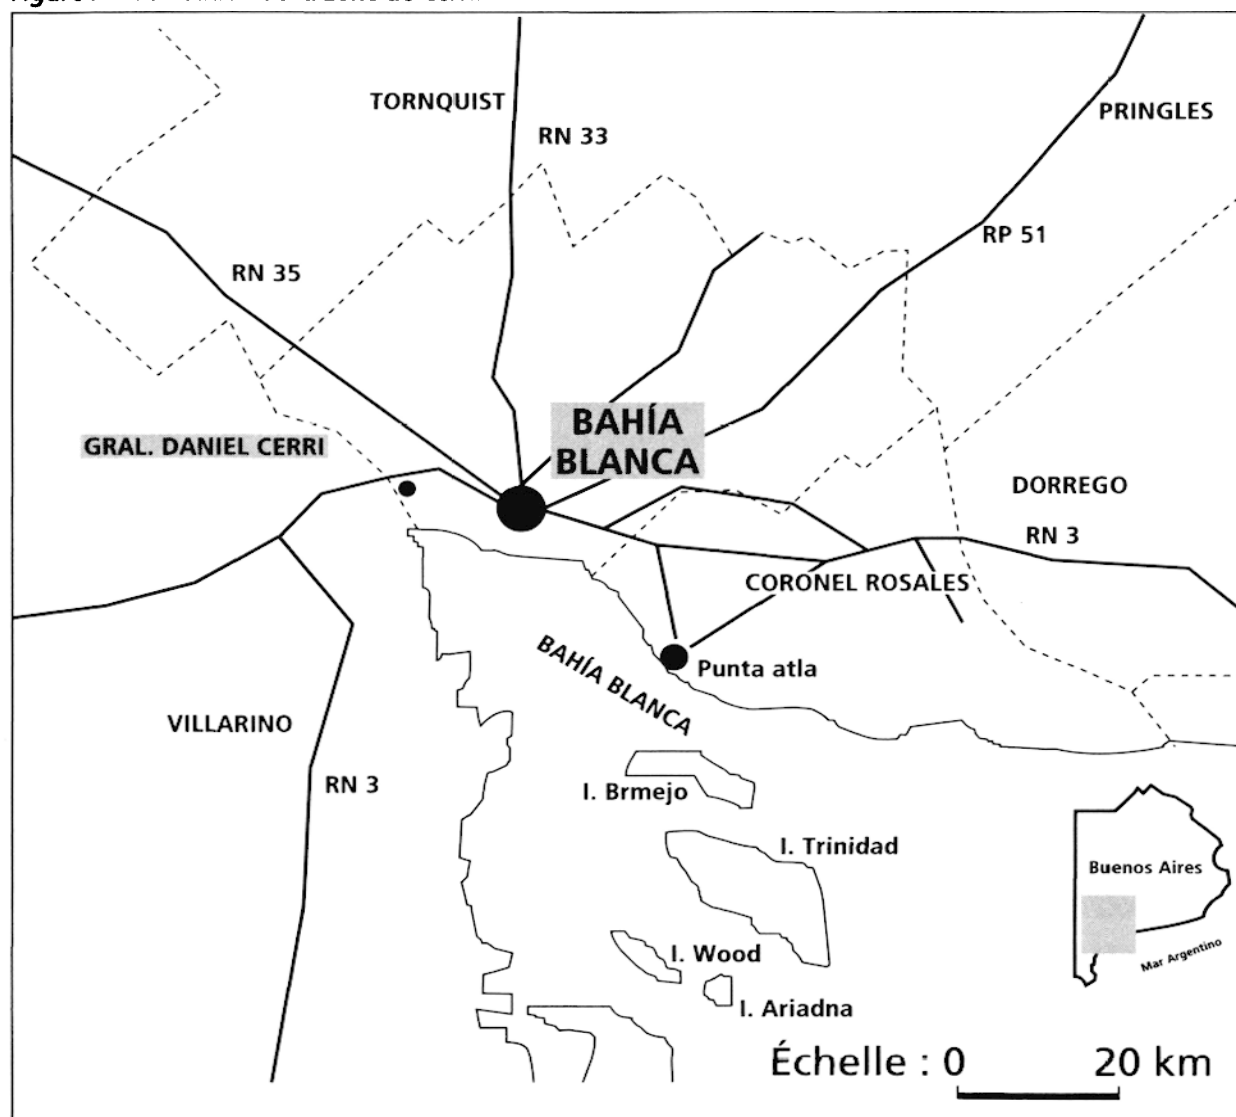 TORNQUIST
PRINGLES
RN 33
RP 51
RN 35
BAHÍA
BLANCA
GRAL. DANIEL CERRI
DORREGO
RN 3
CORONEL ROSALES
BAHÍA BLANCA
Punta atla
VILLARINO
RN 3
I. Brmejo
I. Trinidad
Buenos Aires
I. Wood
Mar Argentino
I. Ariadna
Échelle : 0 20 km